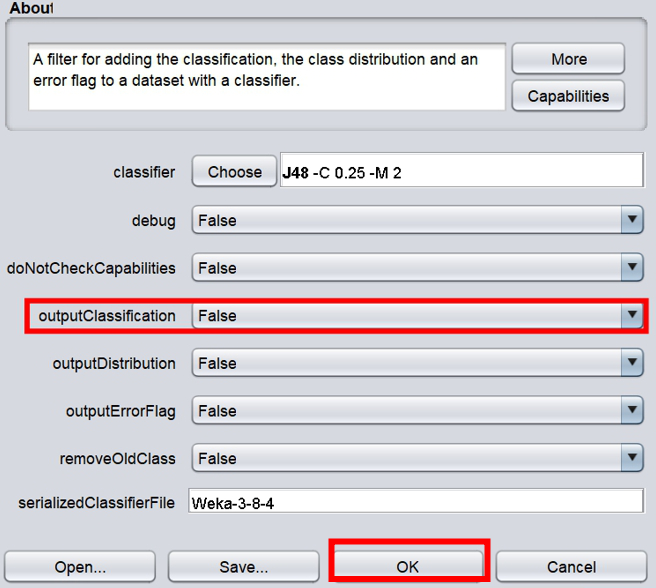 About
A filter for adding the classification, the class distribution and an
error flag to a dataset with a classifier.
More
Capabilities
classifier Choose J48 -C 0.25 -M 2
debug False
doNotCheckCapabilities False
outputClassification False
outputDistribution False
outputErrorFlag False
removeOldClass False
serializedClassifierFile Weka-3-8-4
Open... Save... OK Cancel